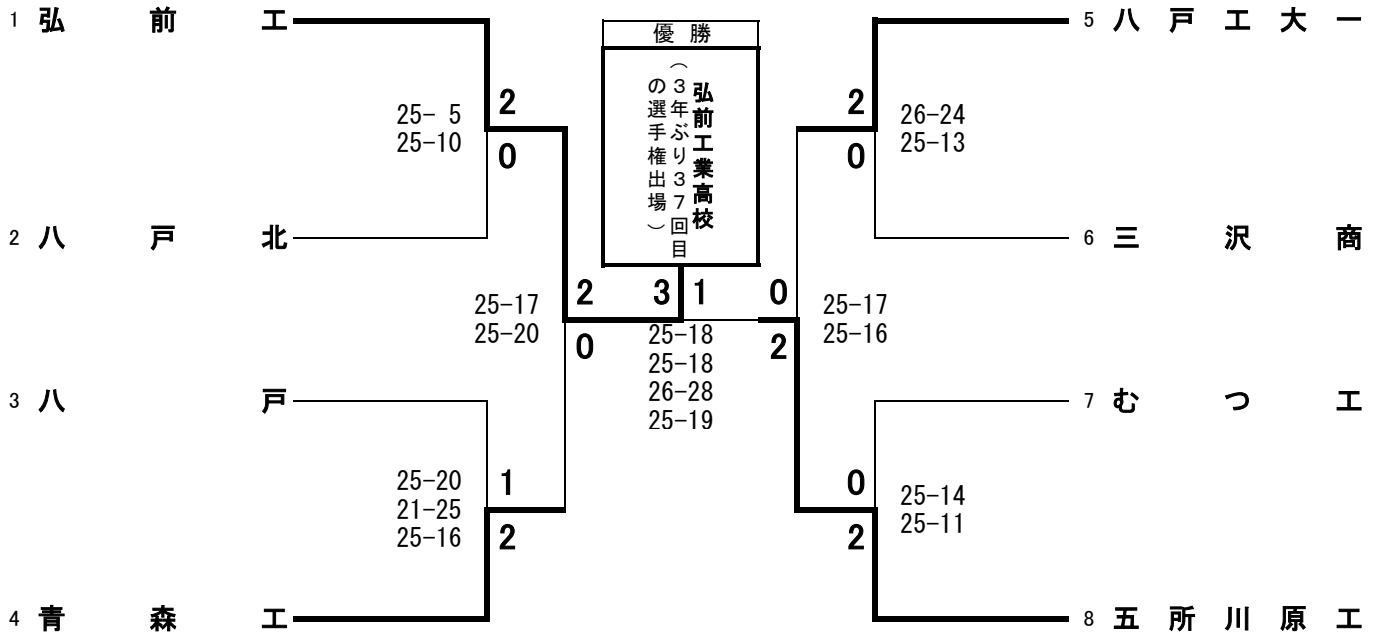 1 弘前工
2 八戸北
3 八戸
4 青森工
25- 5
25-10
2
0
25-20
21-25
25-16
1
2
25-17
25-20
2
0
優勝
弘前工業高校
（３年ぶり３７回目
の選手権出場）
3 1
25-18
25-18
26-28
25-19
0
2
25-17
25-16
2
0
26-24
25-13
0
2
25-14
25-11
5 八戸工大一
6 三沢商
7 むつ工
8 五所川原工